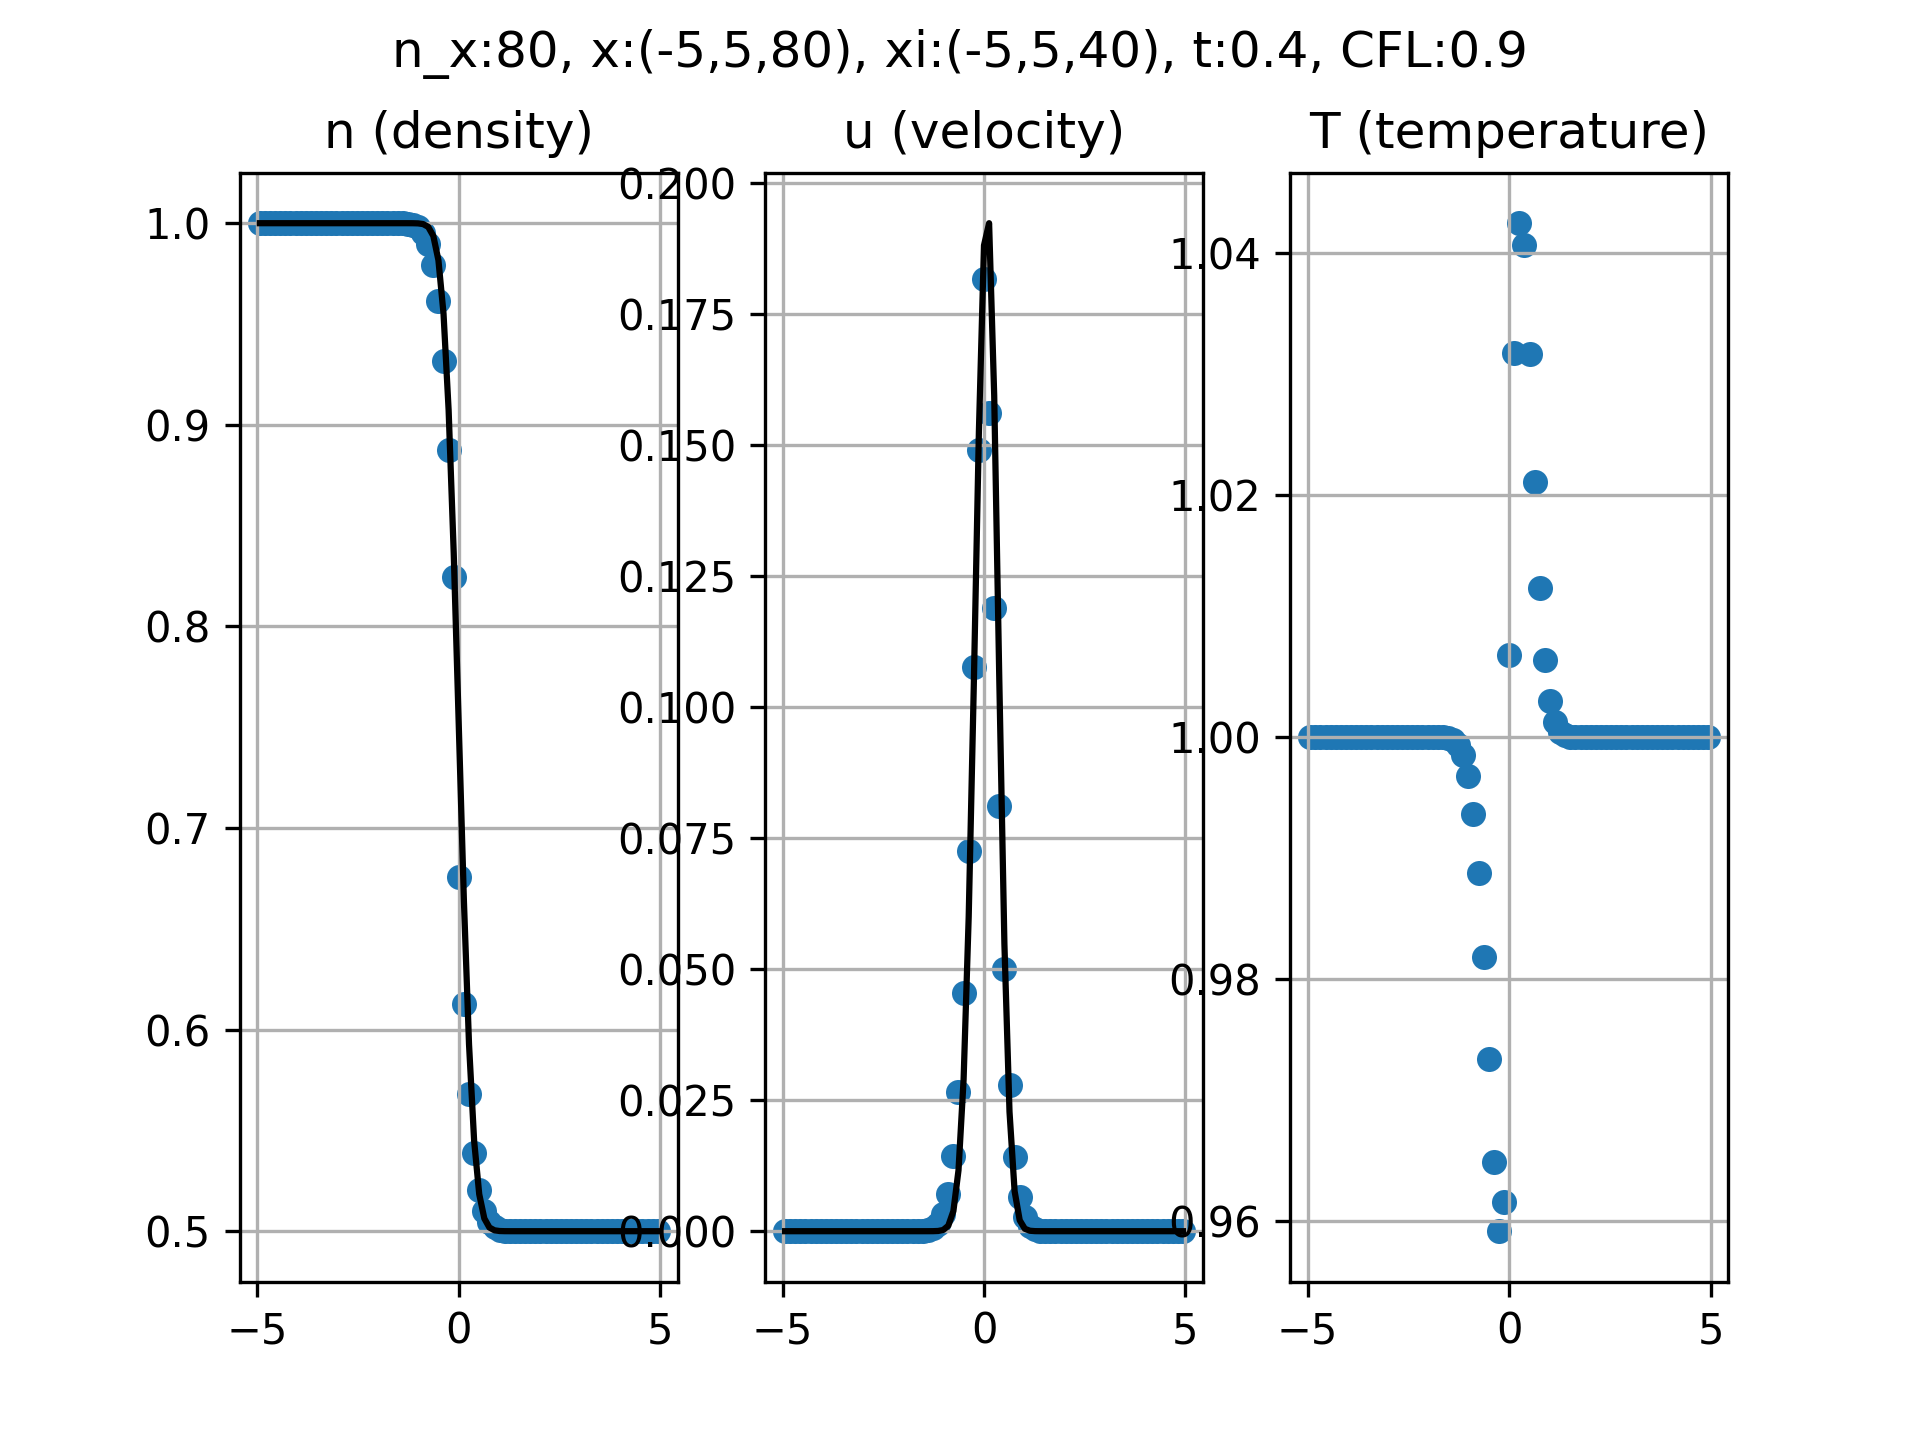 n_x:80, x:(-5,5,80), xi:(-5,5,40), t:0.4, CFL:0.9
n (density)
1.0
0.9
0.8
0.7
0.6
0.5
−5 0 5
u (velocity)
0.200
0.175
0.150
0.125
0.100
0.075
0.050
0.025
0.000
−5 0 5
T (temperature)
1.04
1.02
1.00
0.98
0.96
−5 0 5